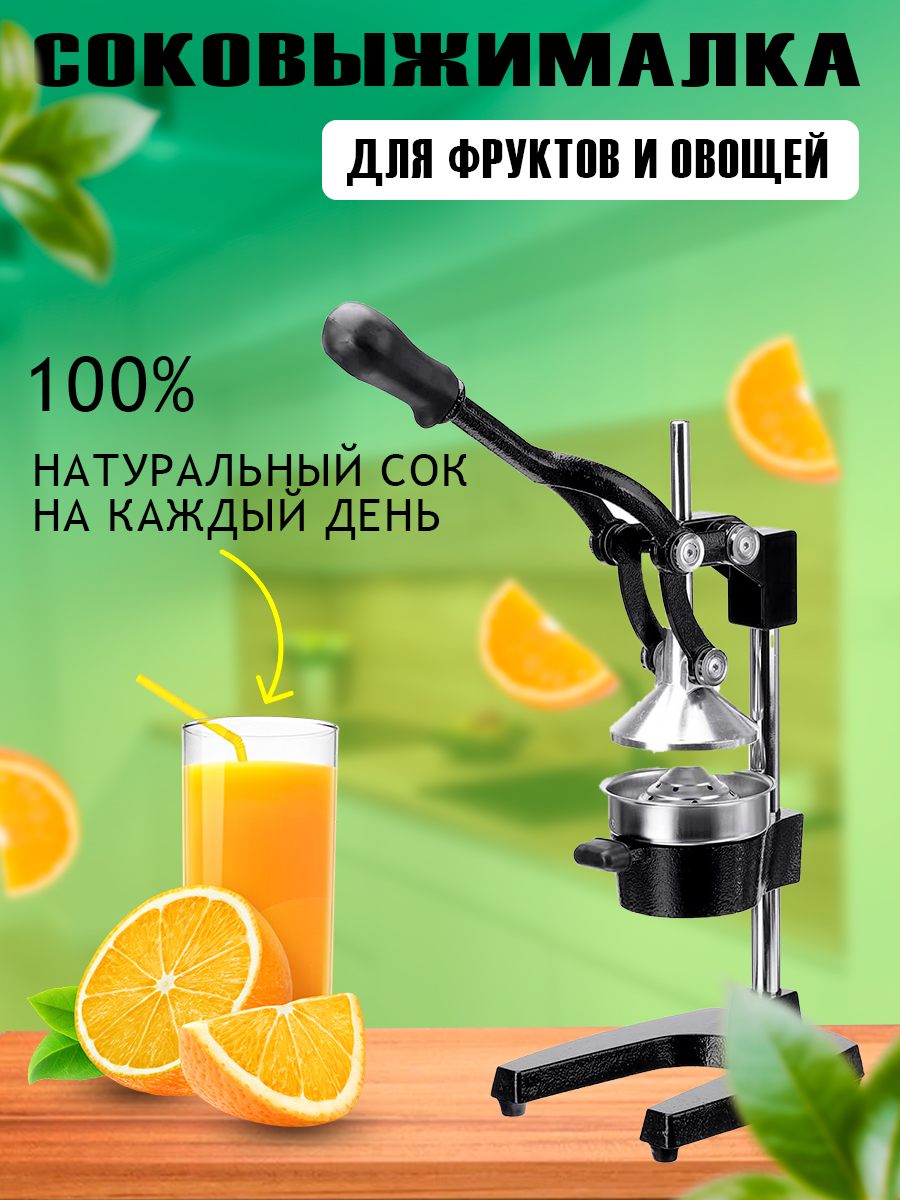 СОКОВЫЖИМАЛКА
ДЛЯ ФРУКТОВ И ОВОЩЕЙ
100%
НАТУРАЛЬНЫЙ СОК
НА КАЖДЫЙ ДЕНЬ